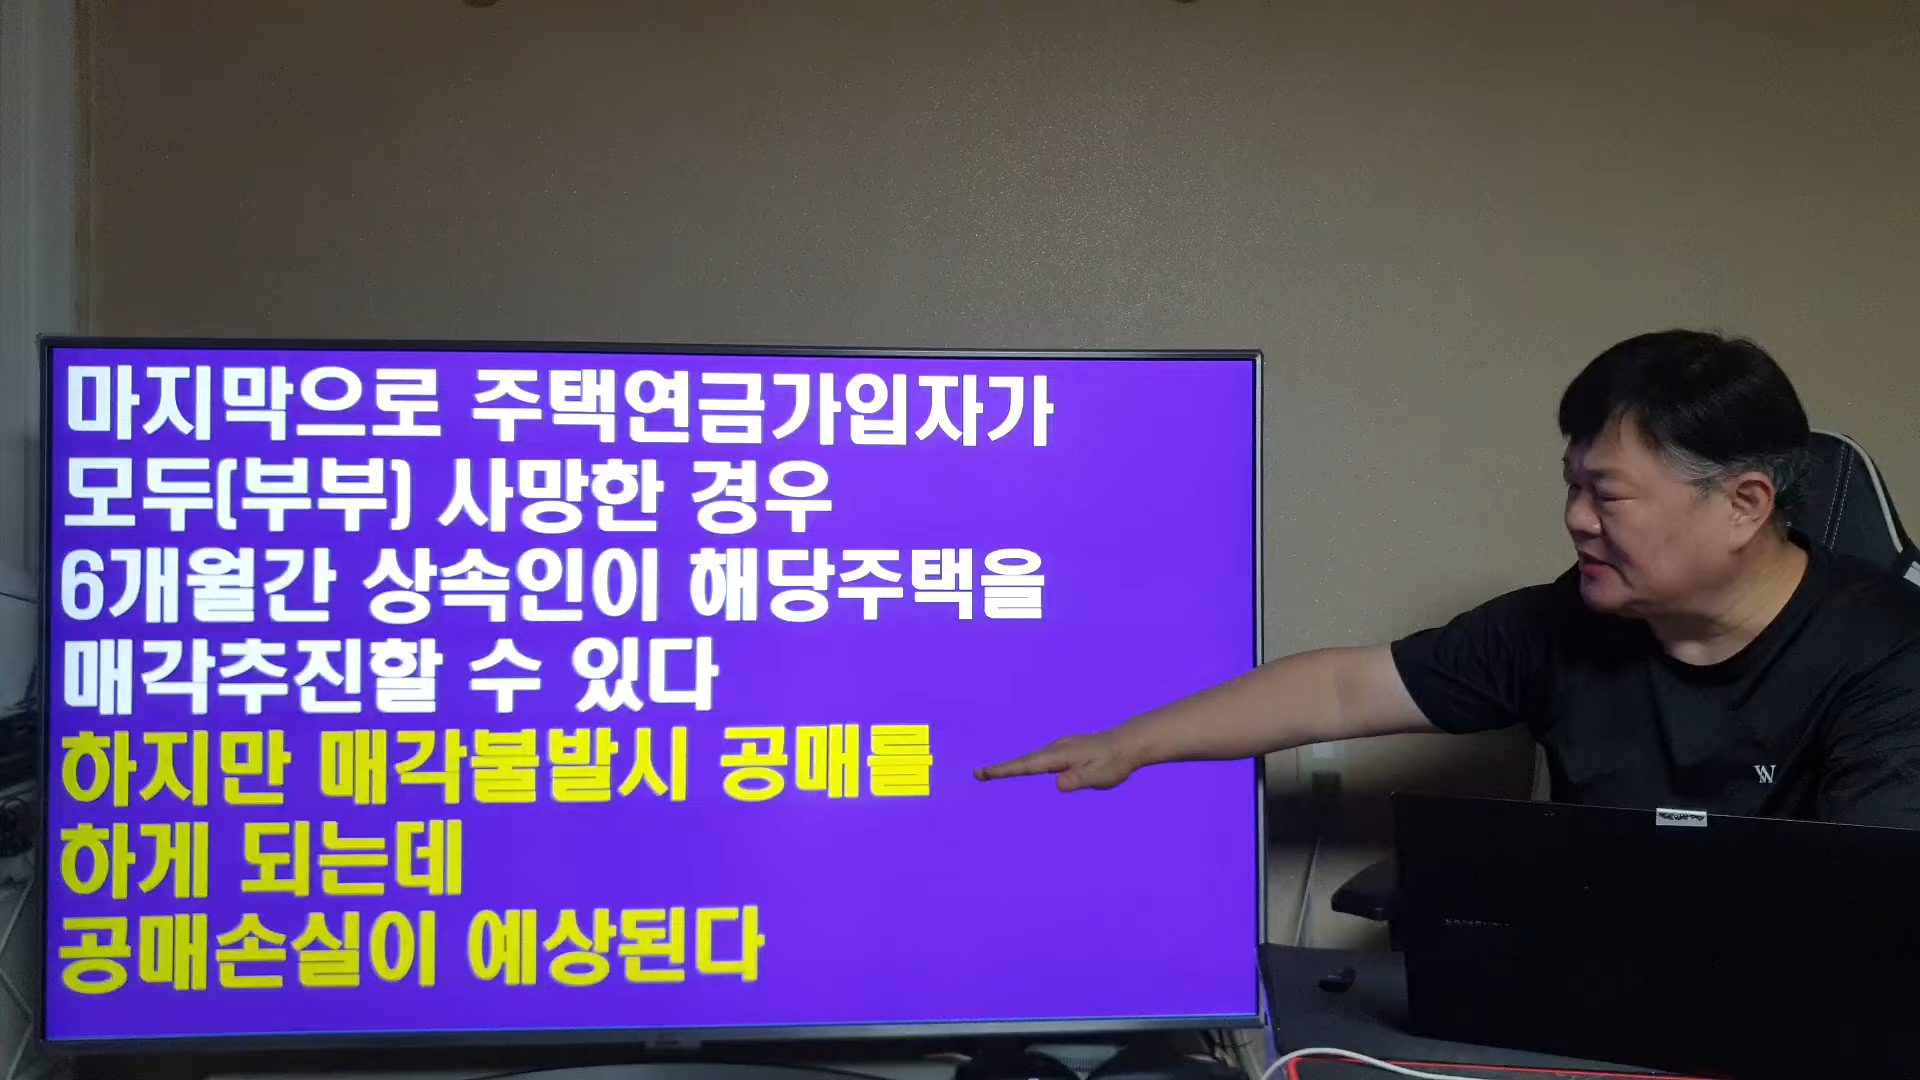 마지막으로 주택연금가입자가
모두(부부) 사망한 경우
6개월간 상속인이 해당주택을
매각추진할 수 있다
하지만 매각불발시 공매를
하게 되는데
공매손실이 예상된다
SAMSUNG